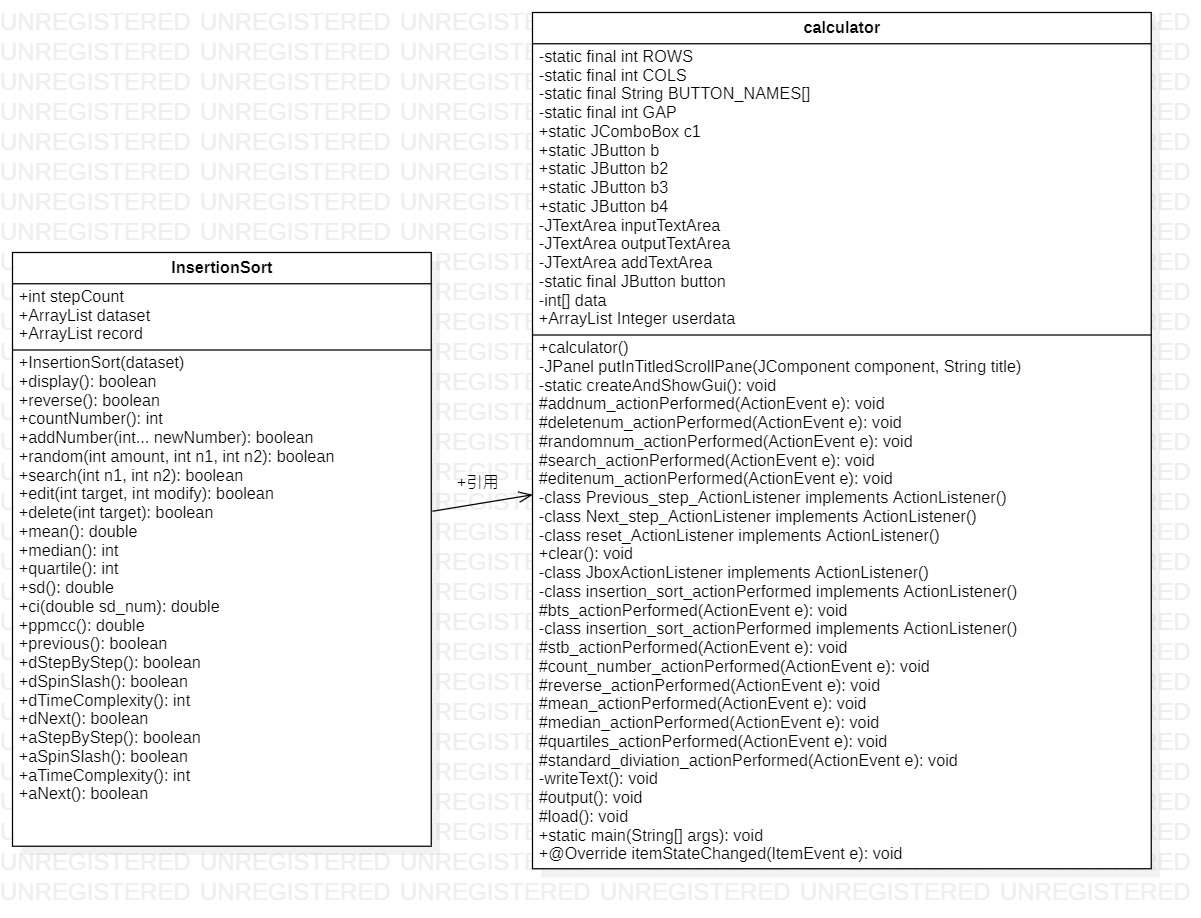 InsertionSort
+int stepCount
+ArrayList dataset
+ArrayList record
+InsertionSort(dataset)
+display(): boolean
+reverse(): boolean
+countNumber(): int
+addNumber(int... newNumber): boolean
+random(int amount, int n1, int n2): boolean
+search(int n1, int n2): boolean
+edit(int target, int modify): boolean
+delete(int target): boolean
+mean(): double
+median(): int
+quartile(): int
+sd(): double
+ci(double sd_num): double
+ppmcc(): double
+previous(): boolean
+dStepByStep(): boolean
+dSpinSlash(): boolean
+dTimeComplexity(): int
+dNext(): boolean
+aStepByStep(): boolean
+aSpinSlash(): boolean
+aTimeComplexity(): int
+aNext(): boolean
+引用
calculator
-static final int ROWS
-static final int COLS
-static final String BUTTON_NAMES[]
-static final int GAP
+static JComboBox c1
+static JButton b
+static JButton b2
+static JButton b3
+static JButton b4
-JTextArea inputTextArea
-JTextArea outputTextArea
-JTextArea addTextArea
-static final JButton button
-int[] data
+ArrayList Integer userdata
+calculator()
-JPanel putInTitledScrollPane(JComponent component, String title)
-static createAndShowGui(): void
#addnum_actionPerformed(ActionEvent e): void
#deletenum_actionPerformed(ActionEvent e): void
#randomnum_actionPerformed(ActionEvent e): void
#search_actionPerformed(ActionEvent e): void
#editenum_actionPerformed(ActionEvent e): void
-class Previous_step_ActionListener implements ActionListener()
-class Next_step_ActionListener implements ActionListener()
-class reset_ActionListener implements ActionListener()
+clear(): void
-class JboxActionListener implements ActionListener()
-class insertion_sort_actionPerformed implements ActionListener()
#bts_actionPerformed(ActionEvent e): void
-class insertion_sort_actionPerformed implements ActionListener()
#stb_actionPerformed(ActionEvent e): void
#count_number_actionPerformed(ActionEvent e): void
#reverse_actionPerformed(ActionEvent e): void
#mean_actionPerformed(ActionEvent e): void
#median_actionPerformed(ActionEvent e): void
#quartiles_actionPerformed(ActionEvent e): void
#standard_diviation_actionPerformed(ActionEvent e): void
-writeText(): void
#output(): void
#load(): void
+static main(String[] args): void
+@Override itemStateChanged(ItemEvent e): void
UNREGISTERED